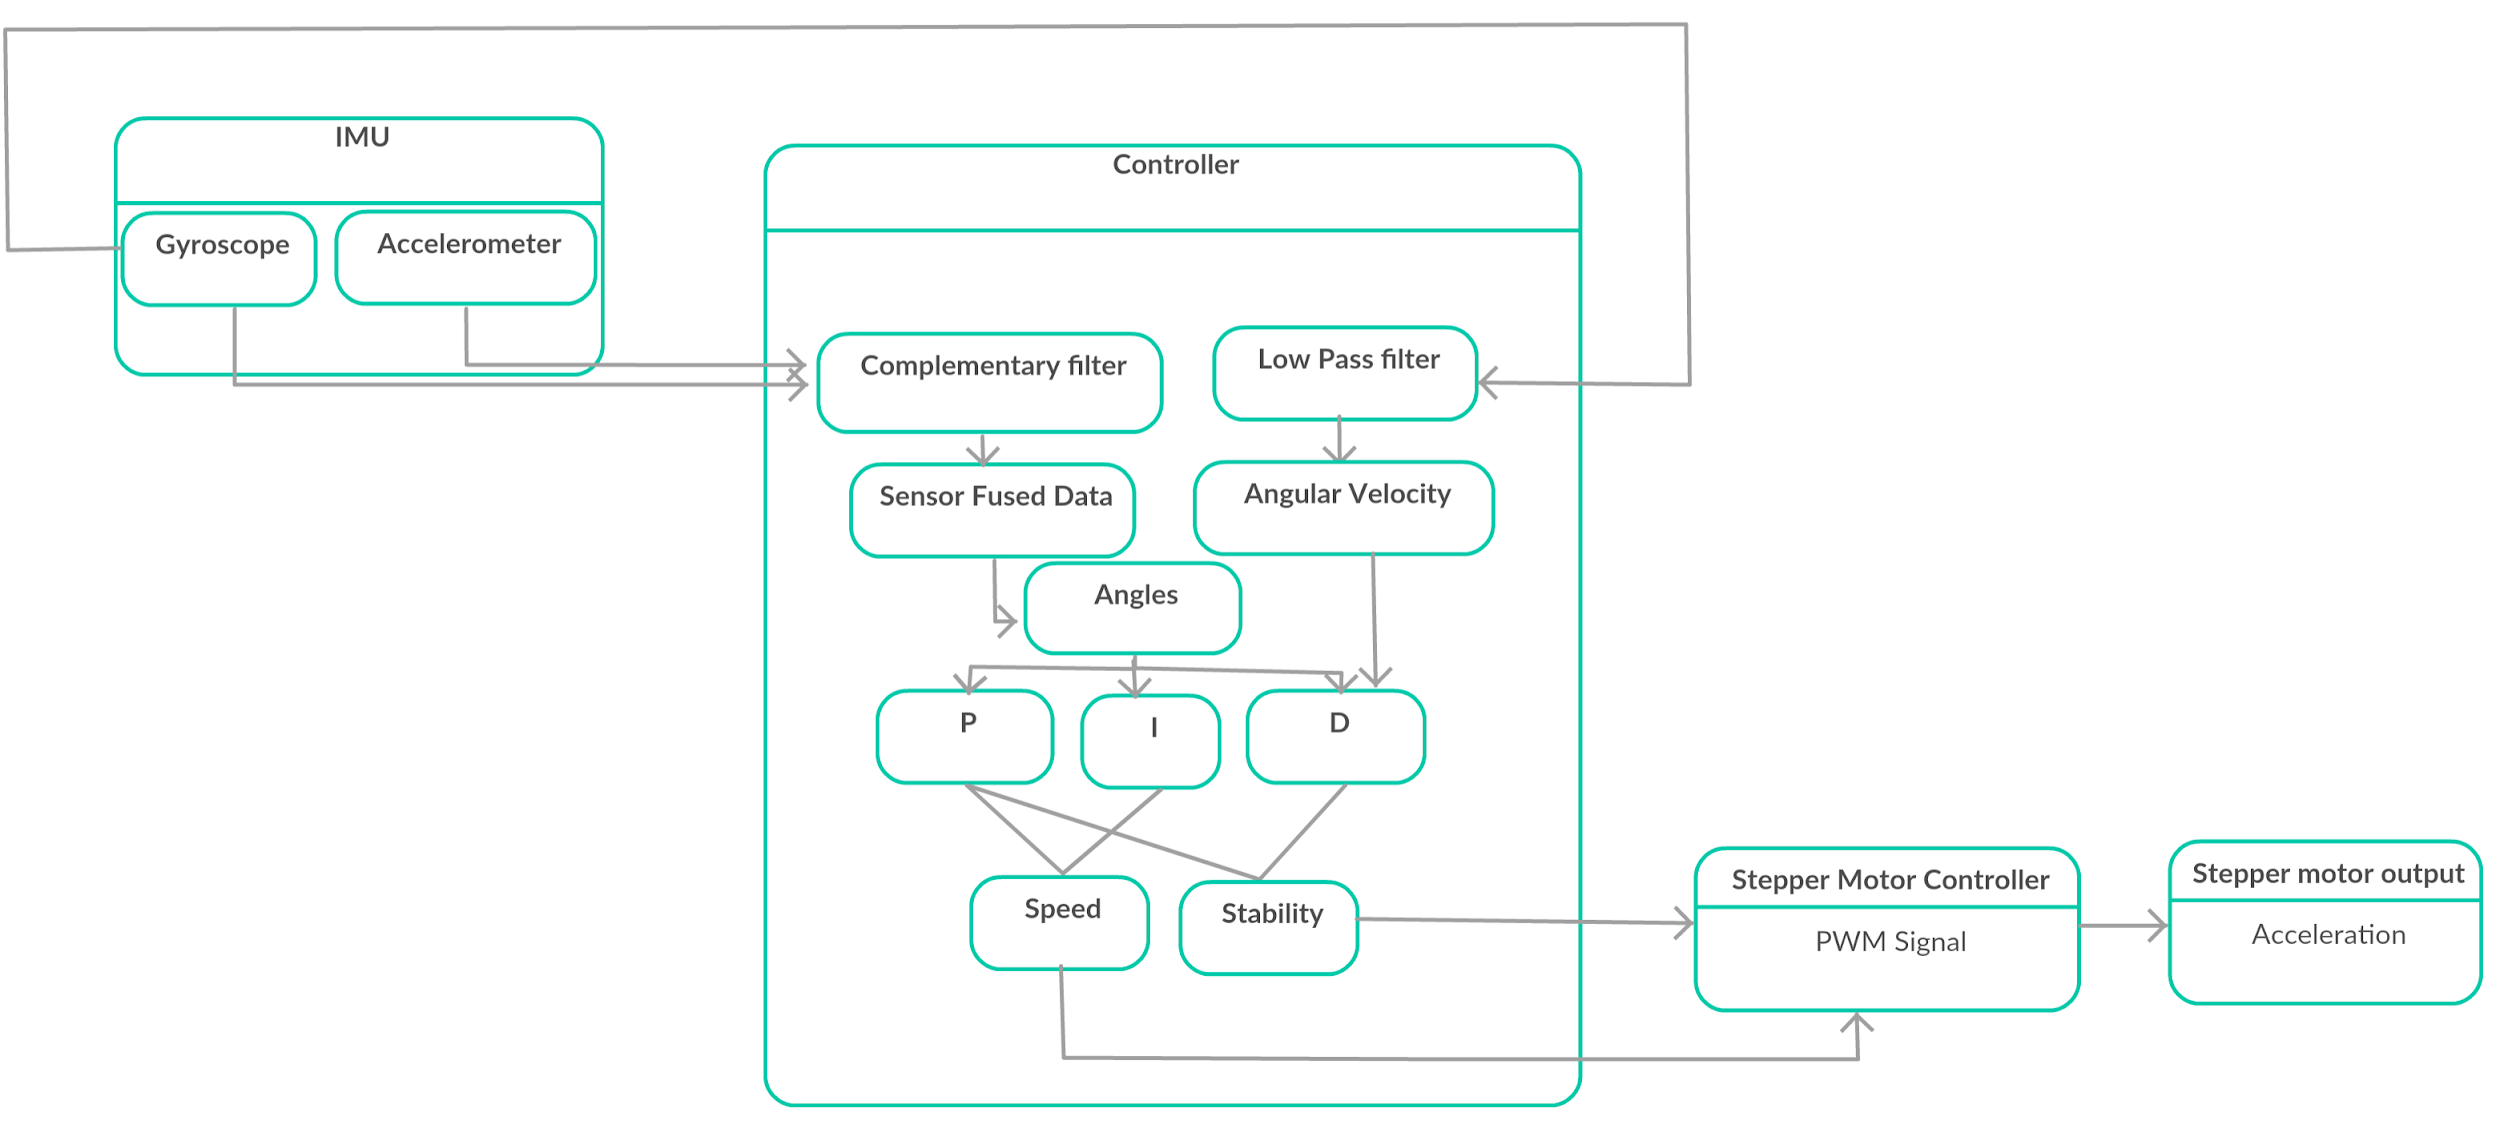 IMU
Gyroscope
Accelerometer
Controller
Complementary filter
Low Pass filter
Sensor Fused Data
Angular Velocity
Angles
P
I
D
Speed
Stability
Stepper Motor Controller
PWM Signal
Stepper motor output
Acceleration